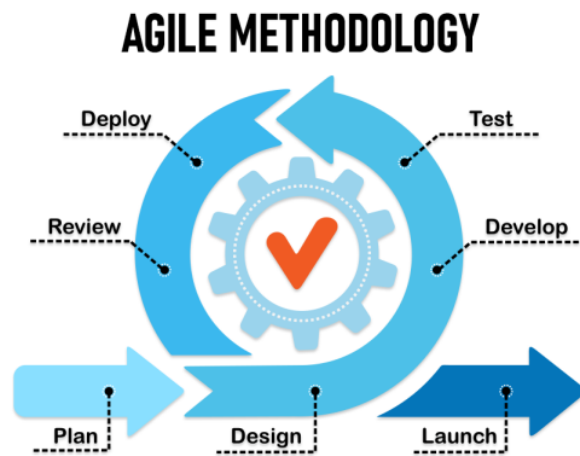 AGILE METHODOLOGY
Deploy
Test
Review
Develop
Plan
Design
Launch